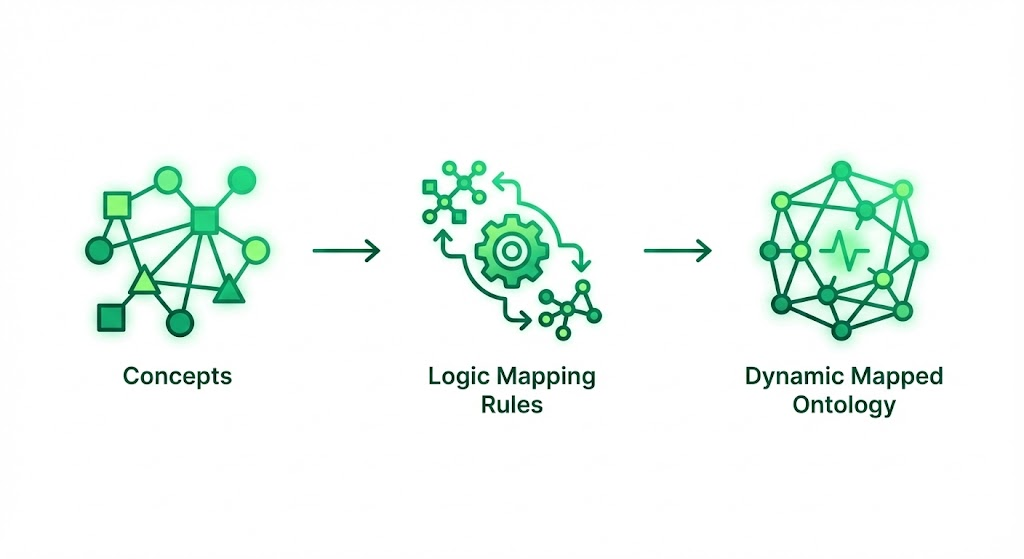 Concepts
Logic Mapping
Rules
Dynamic Mapped
Ontology